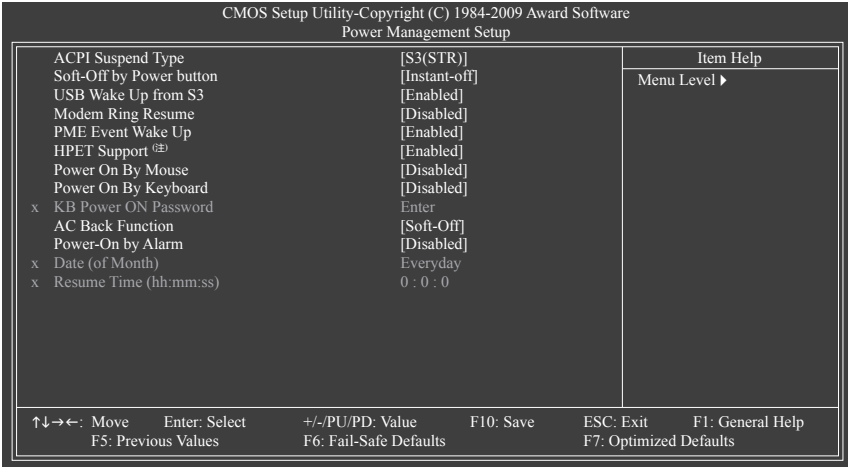 CMOS Setup Utility-Copyright (C) 1984-2009 Award Software
Power Management Setup
ACPI Suspend Type [S3(STR)] Item Help
Soft-Off by Power button [Instant-off] Menu Level ▶
USB Wake Up from S3 [Enabled]
Modem Ring Resume [Disabled]
PME Event Wake Up [Enabled]
HPET Support (注) [Enabled]
Power On By Mouse [Disabled]
Power On By Keyboard [Disabled]
x KB Power ON Password Enter
AC Back Function [Soft-Off]
Power-On by Alarm [Disabled]
x Date (of Month) Everyday
x Resume Time (hh:mm:ss) 0 : 0 : 0
↑↓→←: Move Enter: Select +/-/PU/PD: Value F10: Save ESC: Exit F1: General Help
F5: Previous Values F6: Fail-Safe Defaults F7: Optimized Defaults